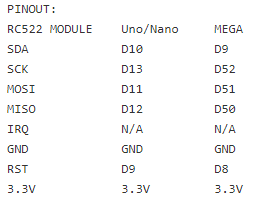 PINOUT:
RC522 MODULE Uno/Nano MEGA
SDA D10 D9
SCK D13 D52
MOSI D11 D51
MISO D12 D50
IRQ N/A N/A
GND GND GND
RST D9 D8
3.3V 3.3V 3.3V